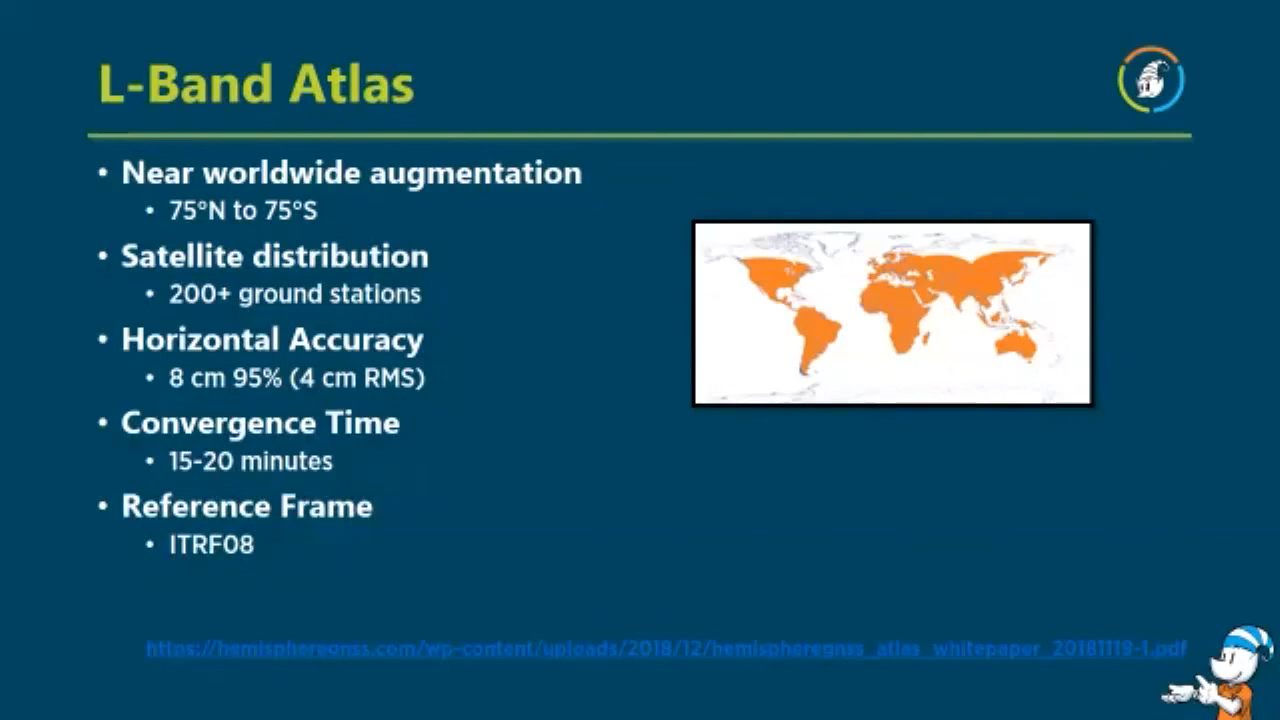 L-Band Atlas
• Near worldwide augmentation
• 75°N to 75°S
• Satellite distribution
• 200+ ground stations
• Horizontal Accuracy
• 8 cm 95% (4 cm RMS)
• Convergence Time
• 15-20 minutes
• Reference Frame
• ITRF08
https://hemispheregnss.com/wp-content/uploads/2018/12/hemispheregnss_atlas_whitepaper_20181119-1.pdf